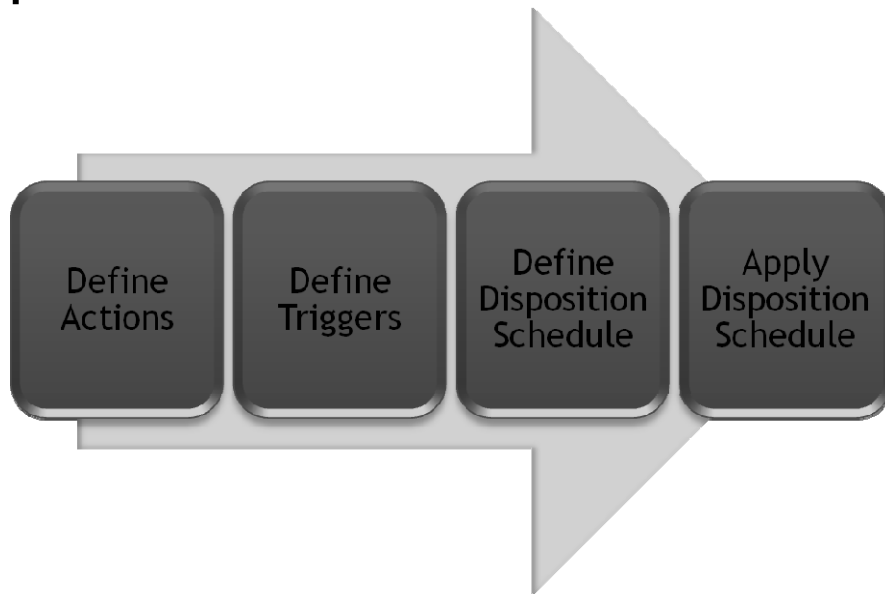 Define
Actions
Define
Triggers
Define
Disposition
Schedule
Apply
Disposition
Schedule